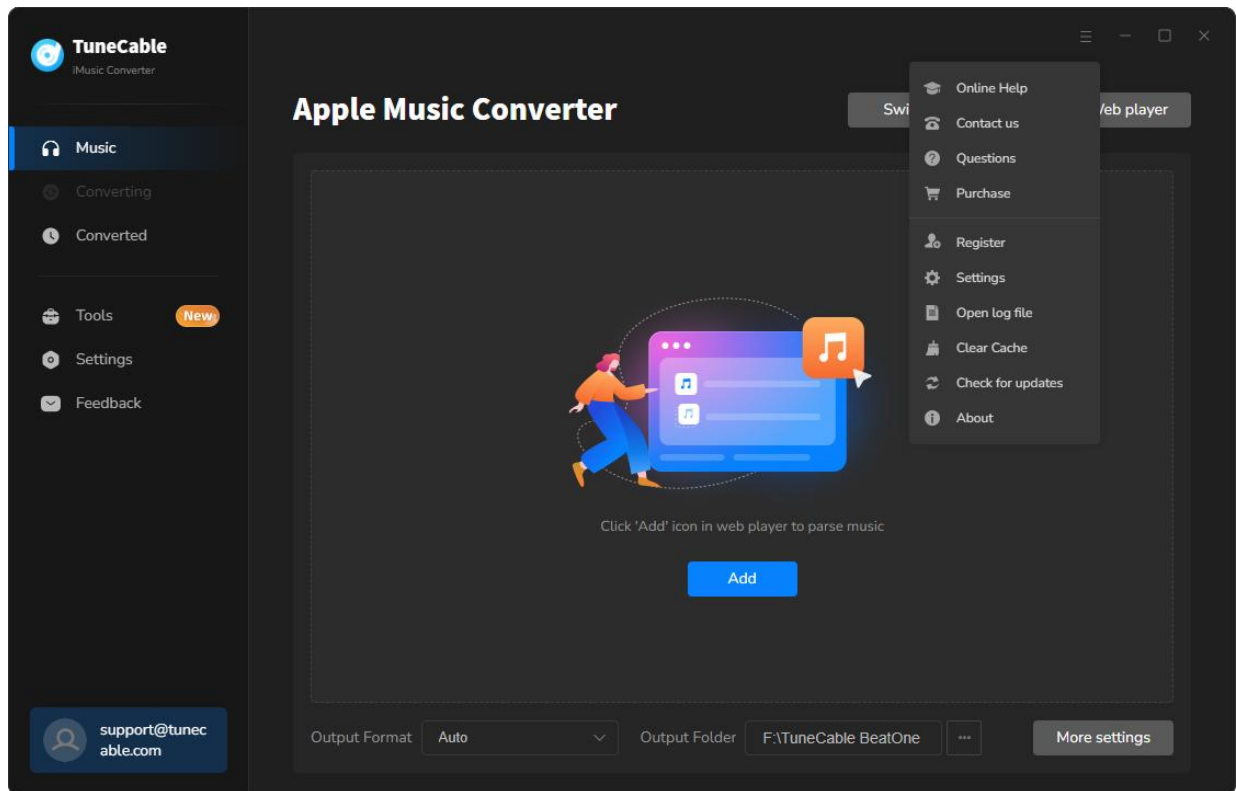 TuneCable
iMusic Converter
Music
Converting
Converted
Tools
New
Settings
Feedback
support@tunec
able.com
Apple Music Converter
Swi
eb player
Online Help
Contact us
Questions
Purchase
Register
Settings
Open log file
Clear Cache
Check for updates
About
Click 'Add' icon in web player to parse music
Add
Output Format
Auto
Output Folder
F:\TuneCable BeatOne
...
More settings